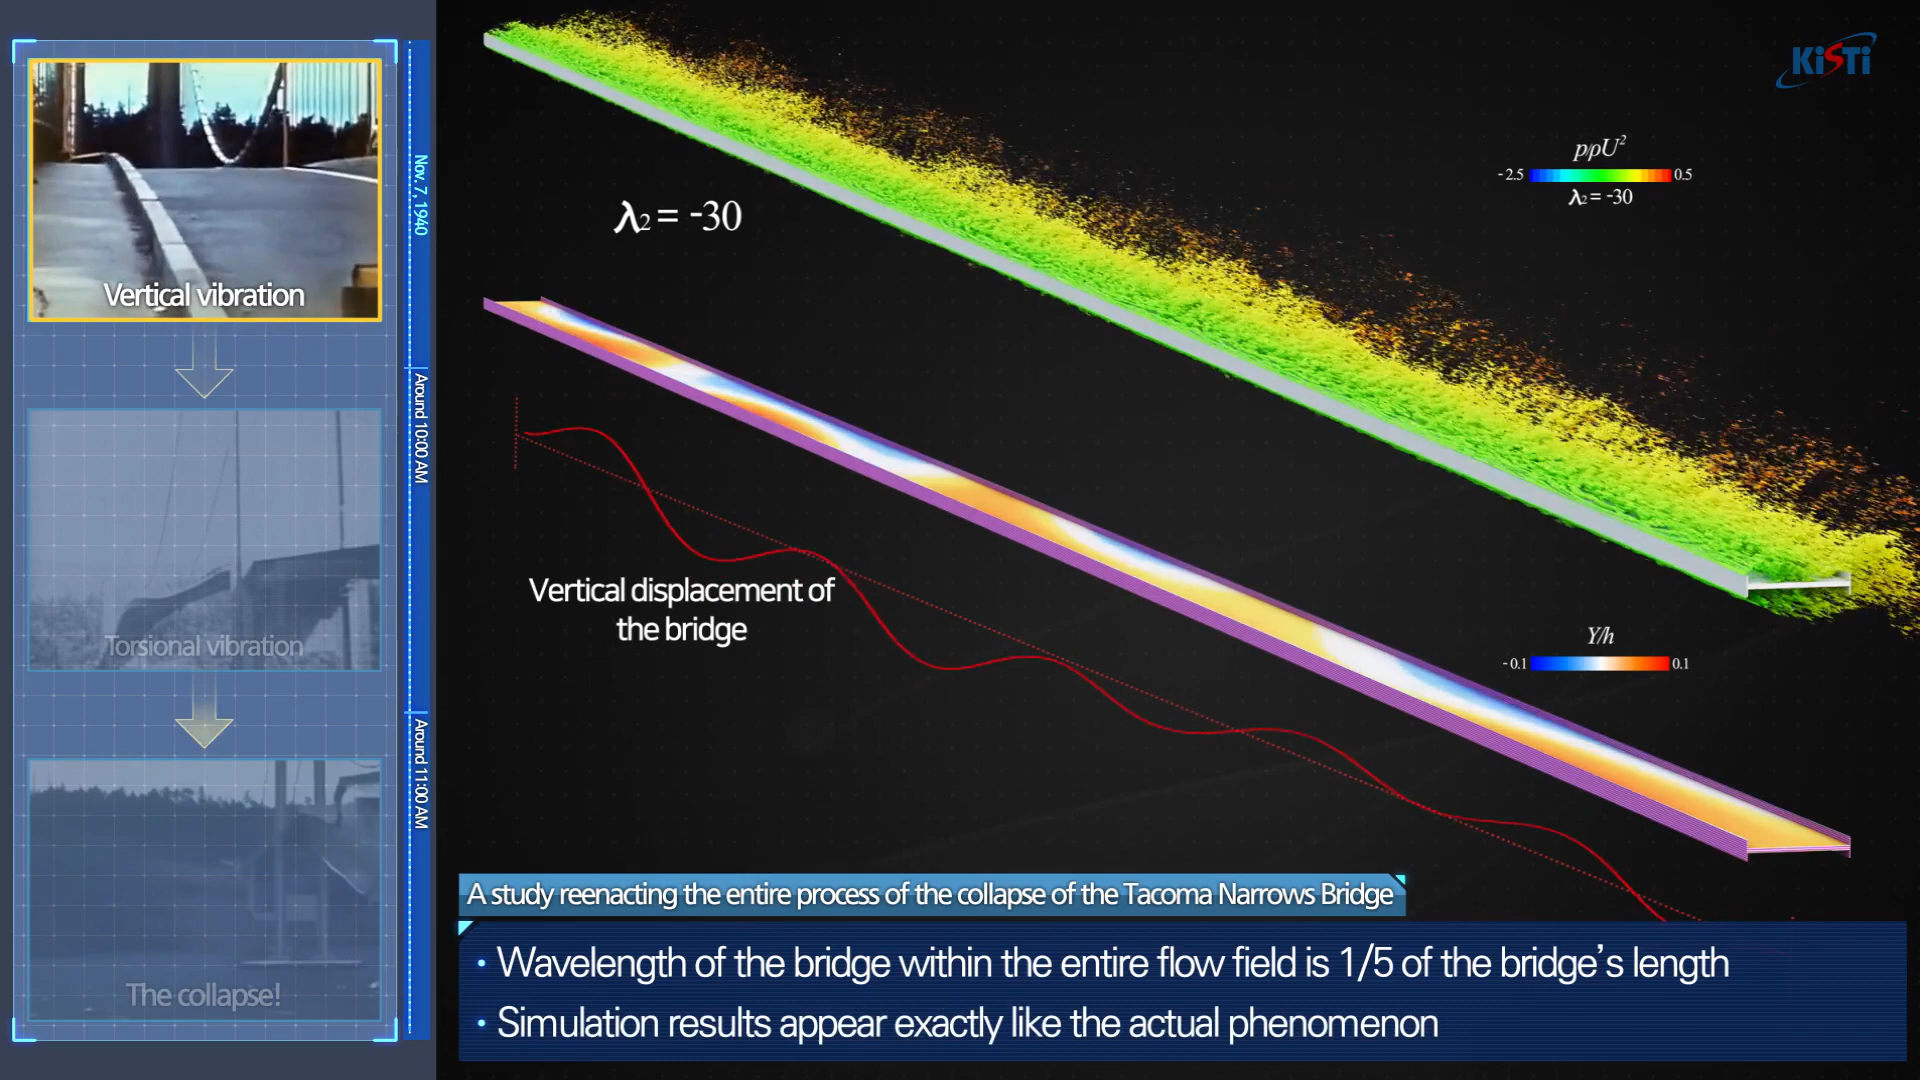 Vertical vibration
Torsional vibration
The collapse!
Nov. 7, 1940
Around 10:00 AM
Around 11:00 AM
KiSTi
pρU²
-2.5
0.5
λ₂ = -30
λ₂ = -30
Vertical displacement of
the bridge
Y/h
-0.1
0.1
A study reenacting the entire process of the collapse of the Tacoma Narrows Bridge
• Wavelength of the bridge within the entire flow field is 1/5 of the bridge’s length
• Simulation results appear exactly like the actual phenomenon